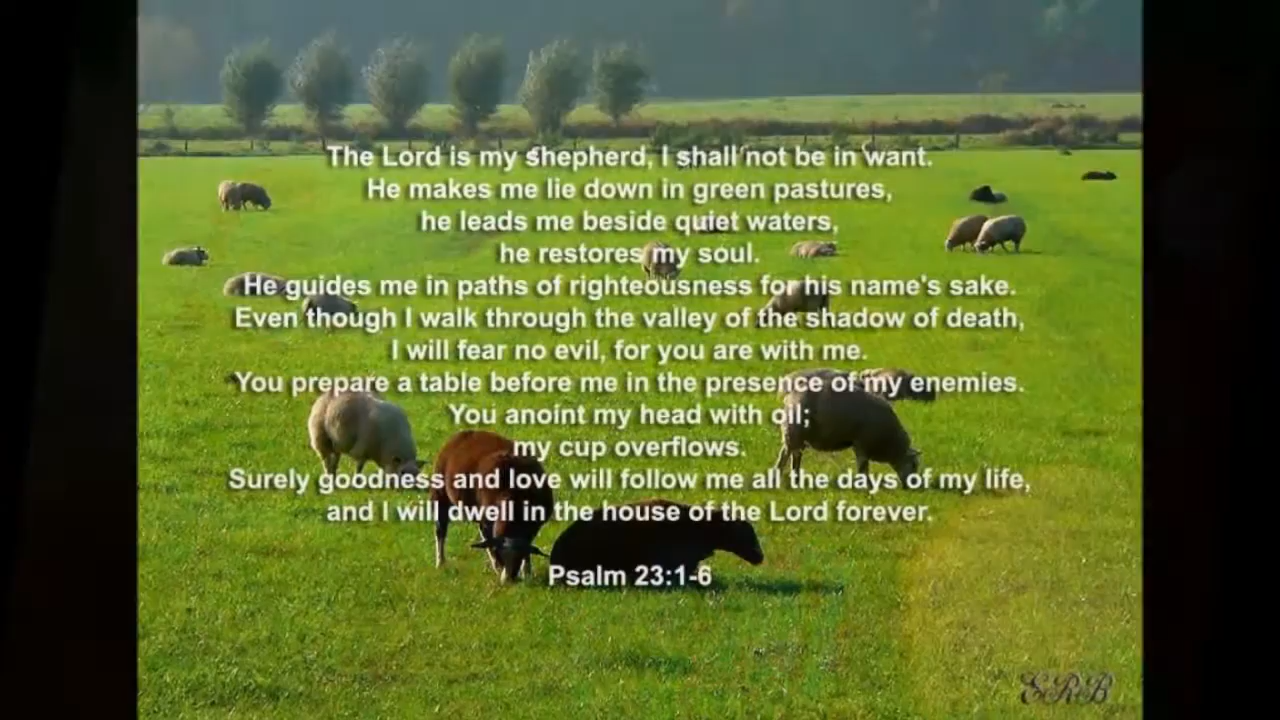 The Lord is my shepherd, I shall not be in want.
He makes me lie down in green pastures,
he leads me beside quiet waters,
he restores my soul.
He guides me in paths of righteousness for his name's sake.
Even though I walk through the valley of the shadow of death,
I will fear no evil, for you are with me.
You prepare a table before me in the presence of my enemies.
You anoint my head with oil;
my cup overflows.
Surely goodness and love will follow me all the days of my life,
and I will dwell in the house of the Lord forever.
Psalm 23:1-6
ERB